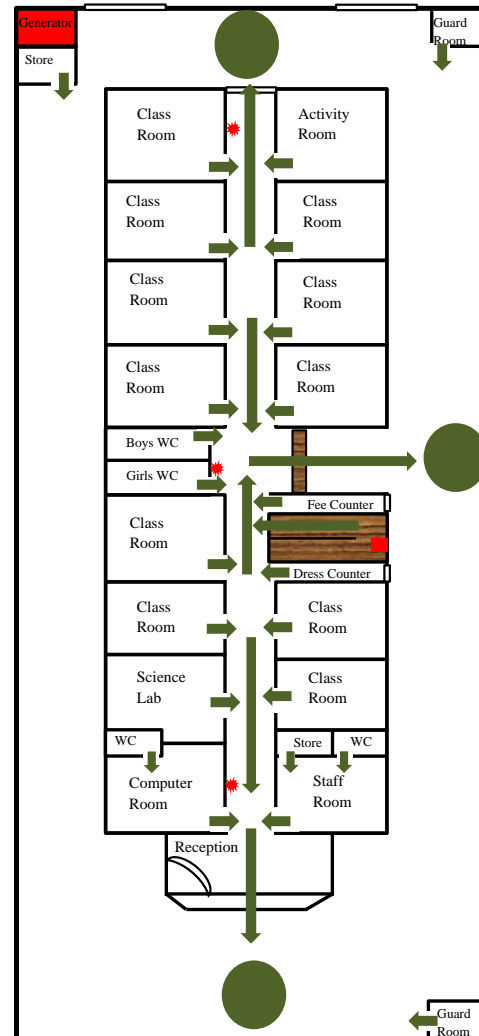 Generator
Guard
Room
Store
Class
Room
Activity
Room
Class
Room
Class
Room
Class
Room
Class
Room
Class
Room
Class
Room
Boys WC
Girls WC
Fee Counter
Class
Room
Dress Counter
Class
Room
Class
Room
Science
Lab
Class
Room
WC
Store
WC
Computer
Room
Staff
Room
Reception
Guard
Room